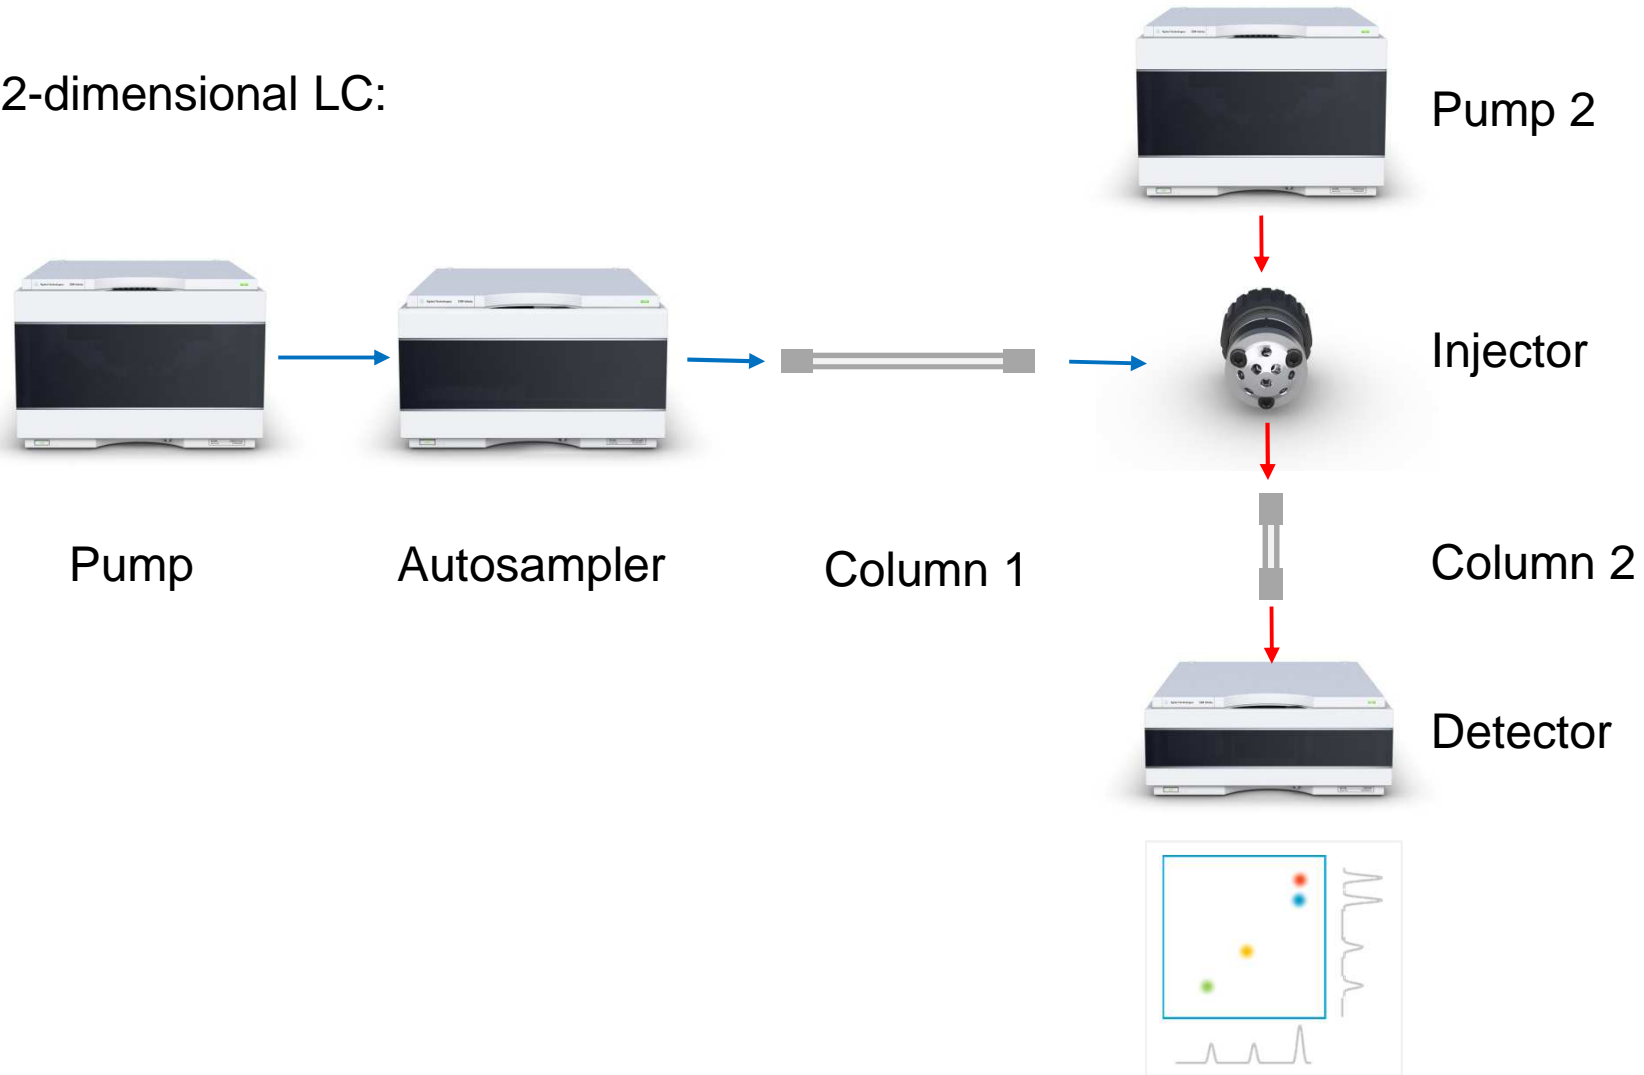 2-dimensional LC:
Pump 2
Injector
Pump
Autosampler
Column 1
Column 2
Detector